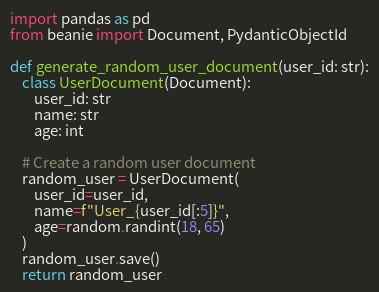 import pandas as pd
from beanie import Document, PydanticObjectId

def generate_random_user_document(user_id: str):
    class UserDocument(Document):
        user_id: str
        name: str
        age: int

    # Create a random user document
    random_user = UserDocument(
        user_id=user_id,
        name=f"User_{user_id[:5]}",
        age=random.randint(18, 65)
    )
    random_user.save()
    return random_user